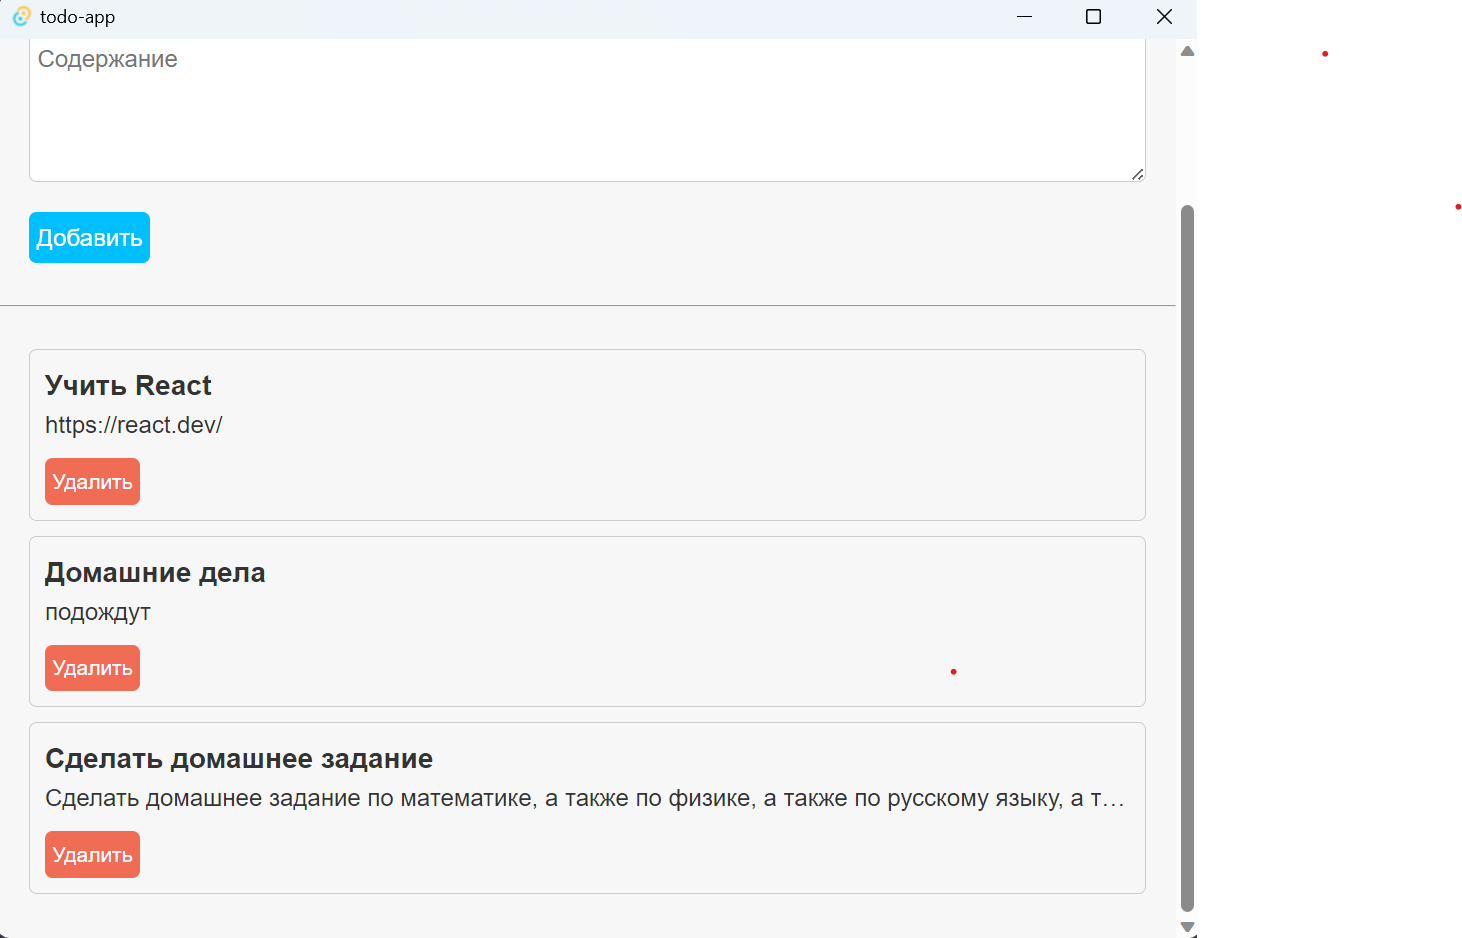 todo-app
Содержание
Добавить
Учить React
https://react.dev/
Удалить
Домашние дела
подождут
Удалить
Сделать домашнее задание
Сделать домашнее задание по математике, а также по физике, а также по русскому языку, а т…
Удалить